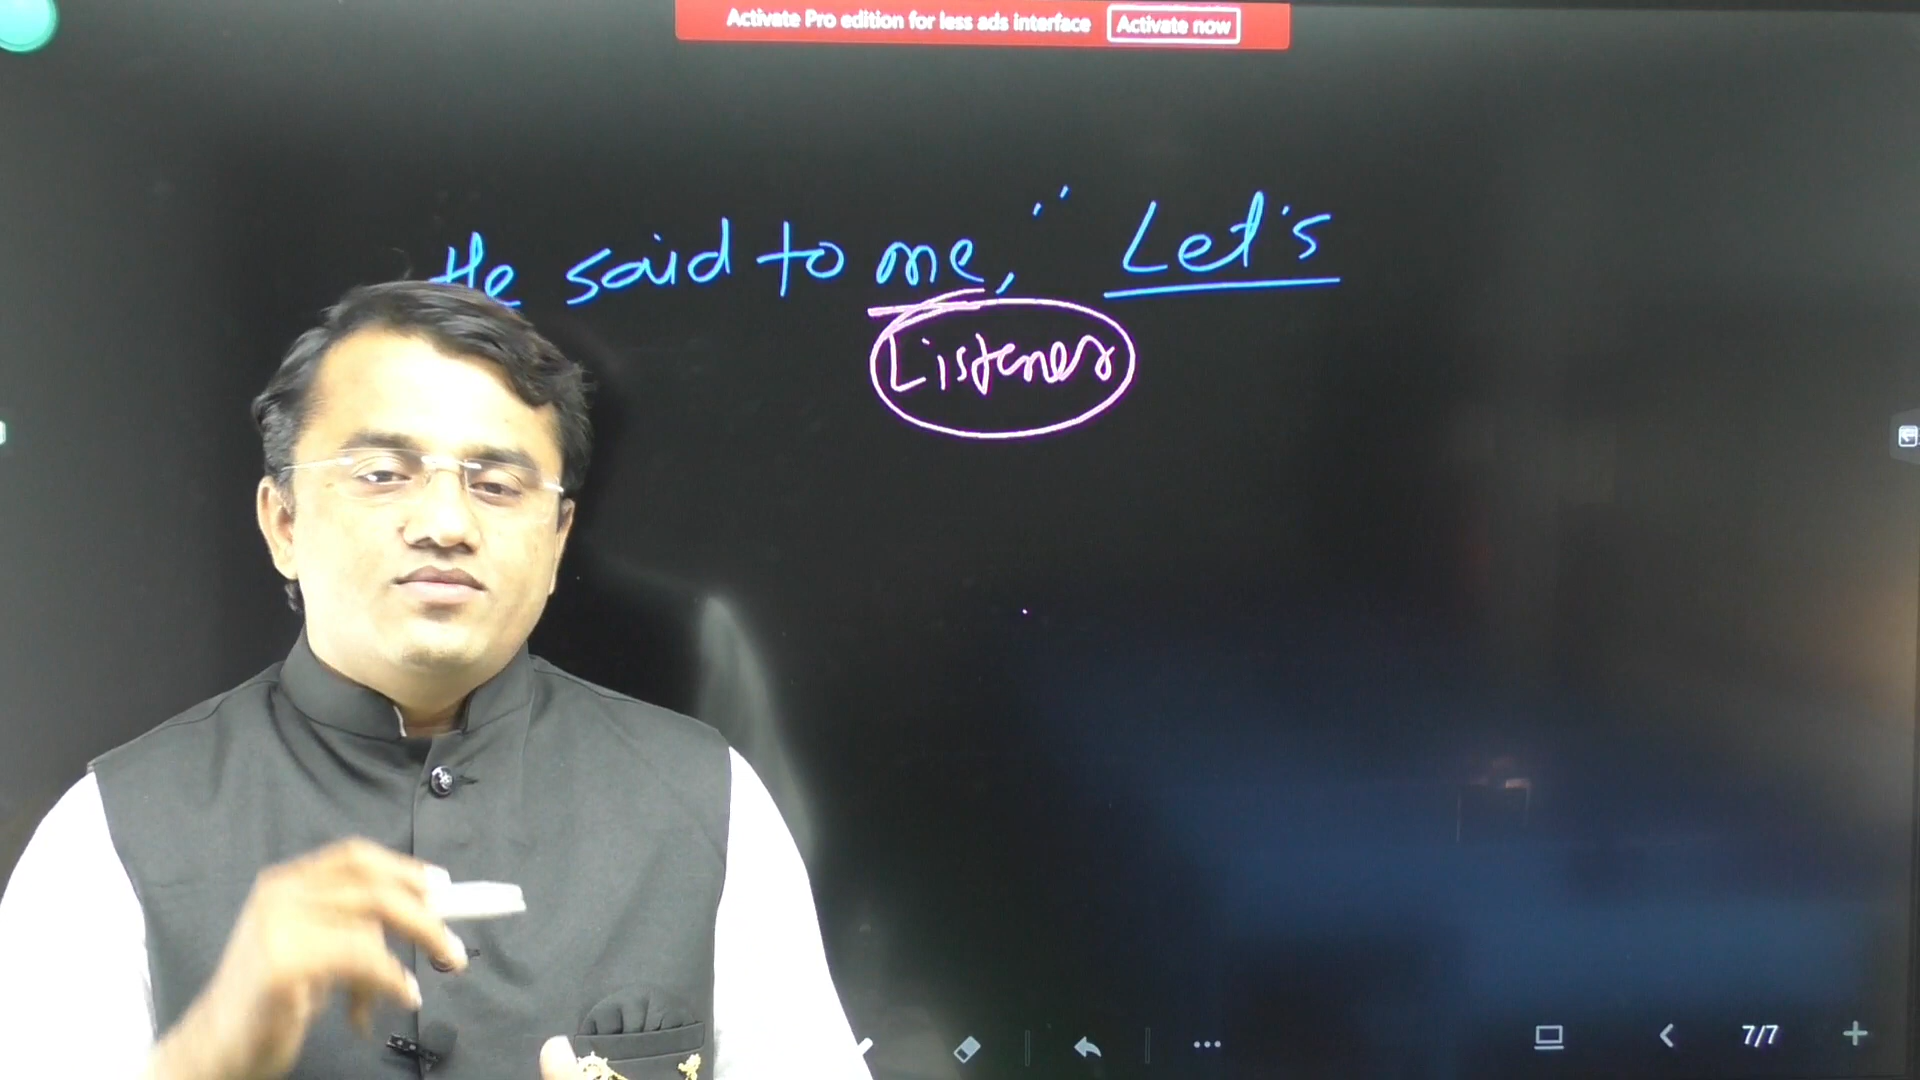 Activate Pro edition for less ads interface Activate now
He said to me, " Let's
Listener
7/7